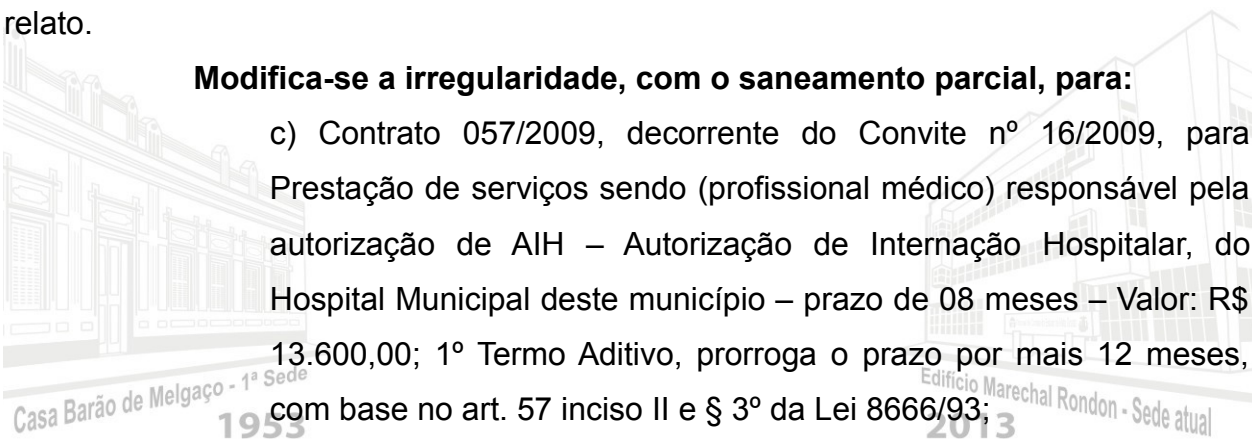 relato.
Modifica-se a irregularidade, com o saneamento parcial, para:
c) Contrato 057/2009, decorrente do Convite nº 16/2009, para
Prestação de serviços sendo (profissional médico) responsável pela
autorização de AIH – Autorização de Internação Hospitalar, do
Hospital Municipal deste município – prazo de 08 meses – Valor: R$
13.600,00; 1º Termo Aditivo, prorroga o prazo por mais 12 meses,
com base no art. 57 inciso II e § 3º da Lei 8666/93;
Casa Barão de Melgaço - 1ª Sede
1953
Edifício Marechal Rondon - Sede atual
2013